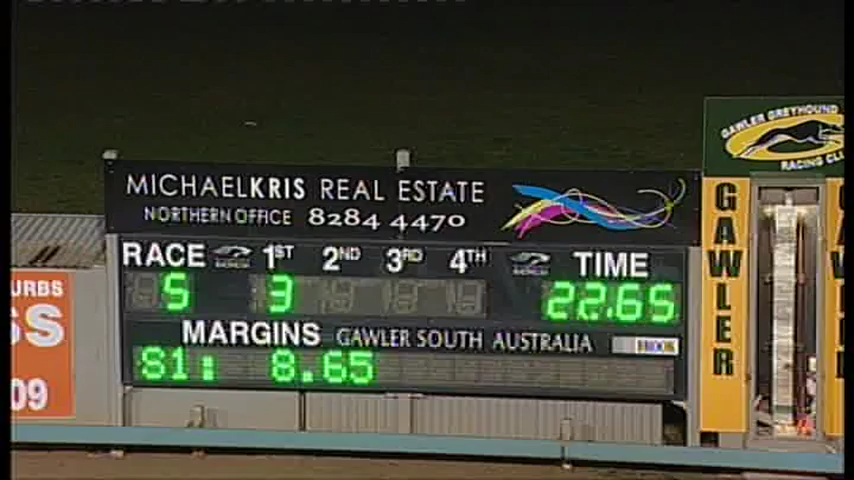 MICHAELKRIS REAL ESTATE
NORTHERN OFFICE 8284 4470
GAWLER GREYHOUND
RACING CLUB
RACE 1ST 2ND 3RD 4TH TIME
5 3 22.65
MARGINS GAWLER SOUTH AUSTRALIA
S1: 8.65
GAWLER
URBS
SS
09